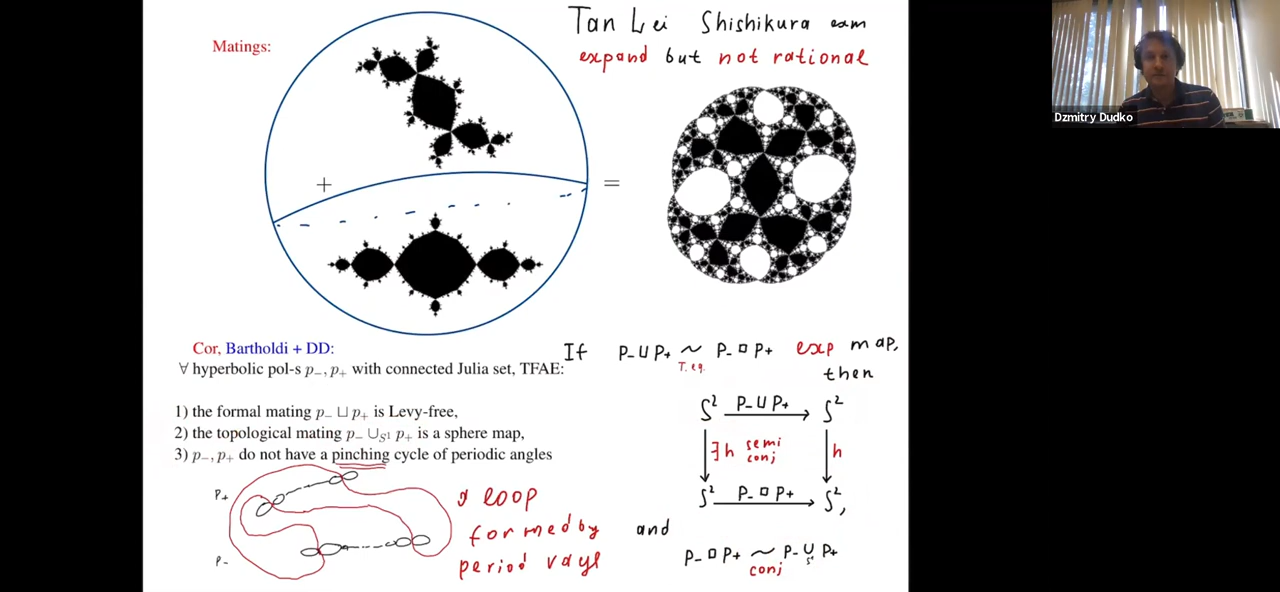 Matings:
Tan Lei Shishikura exam
expand but not rational
Dzmitry Dudko
+
=
Cor, Bartholdi + DD:
∀ hyperbolic pol-s p₋, p₊ with connected Julia set, TFAE:
1) the formal mating p₋ ⊔ p₊ is Levy-free,
2) the topological mating p₋ ∪_{S¹} p₊ is a sphere map,
3) p₋, p₊ do not have a pinching cycle of periodic angles
P₊
P₋
loop
formed by
period rays
If P₋ ⊔ P₊ ~ P₋ □ P₊ exp map,
T. eq.
then
S² P₋ ⊔ P₊ S²
∃h semi conj h
S² P₋ □ P₊ S²,
and
P₋ □ P₊ ~ P₋ ∪_{S¹} P₊
conj